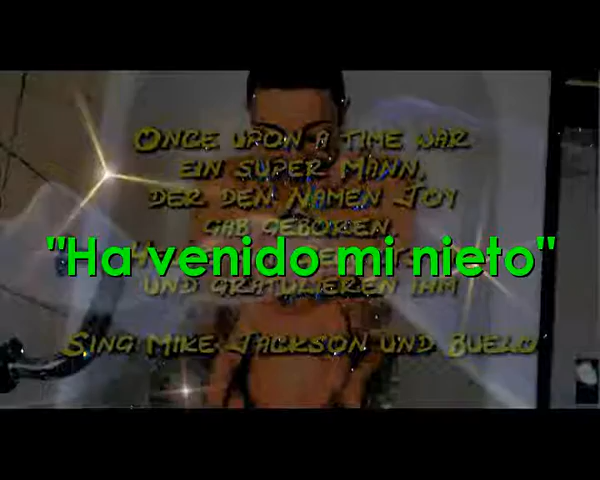 Once upon a time war
ein super Mann,
der den Namen Joy
gab geboren.
"Ha venido mi nieto"
und gratulieren ihm
Sing Mike Jackson und Buelo